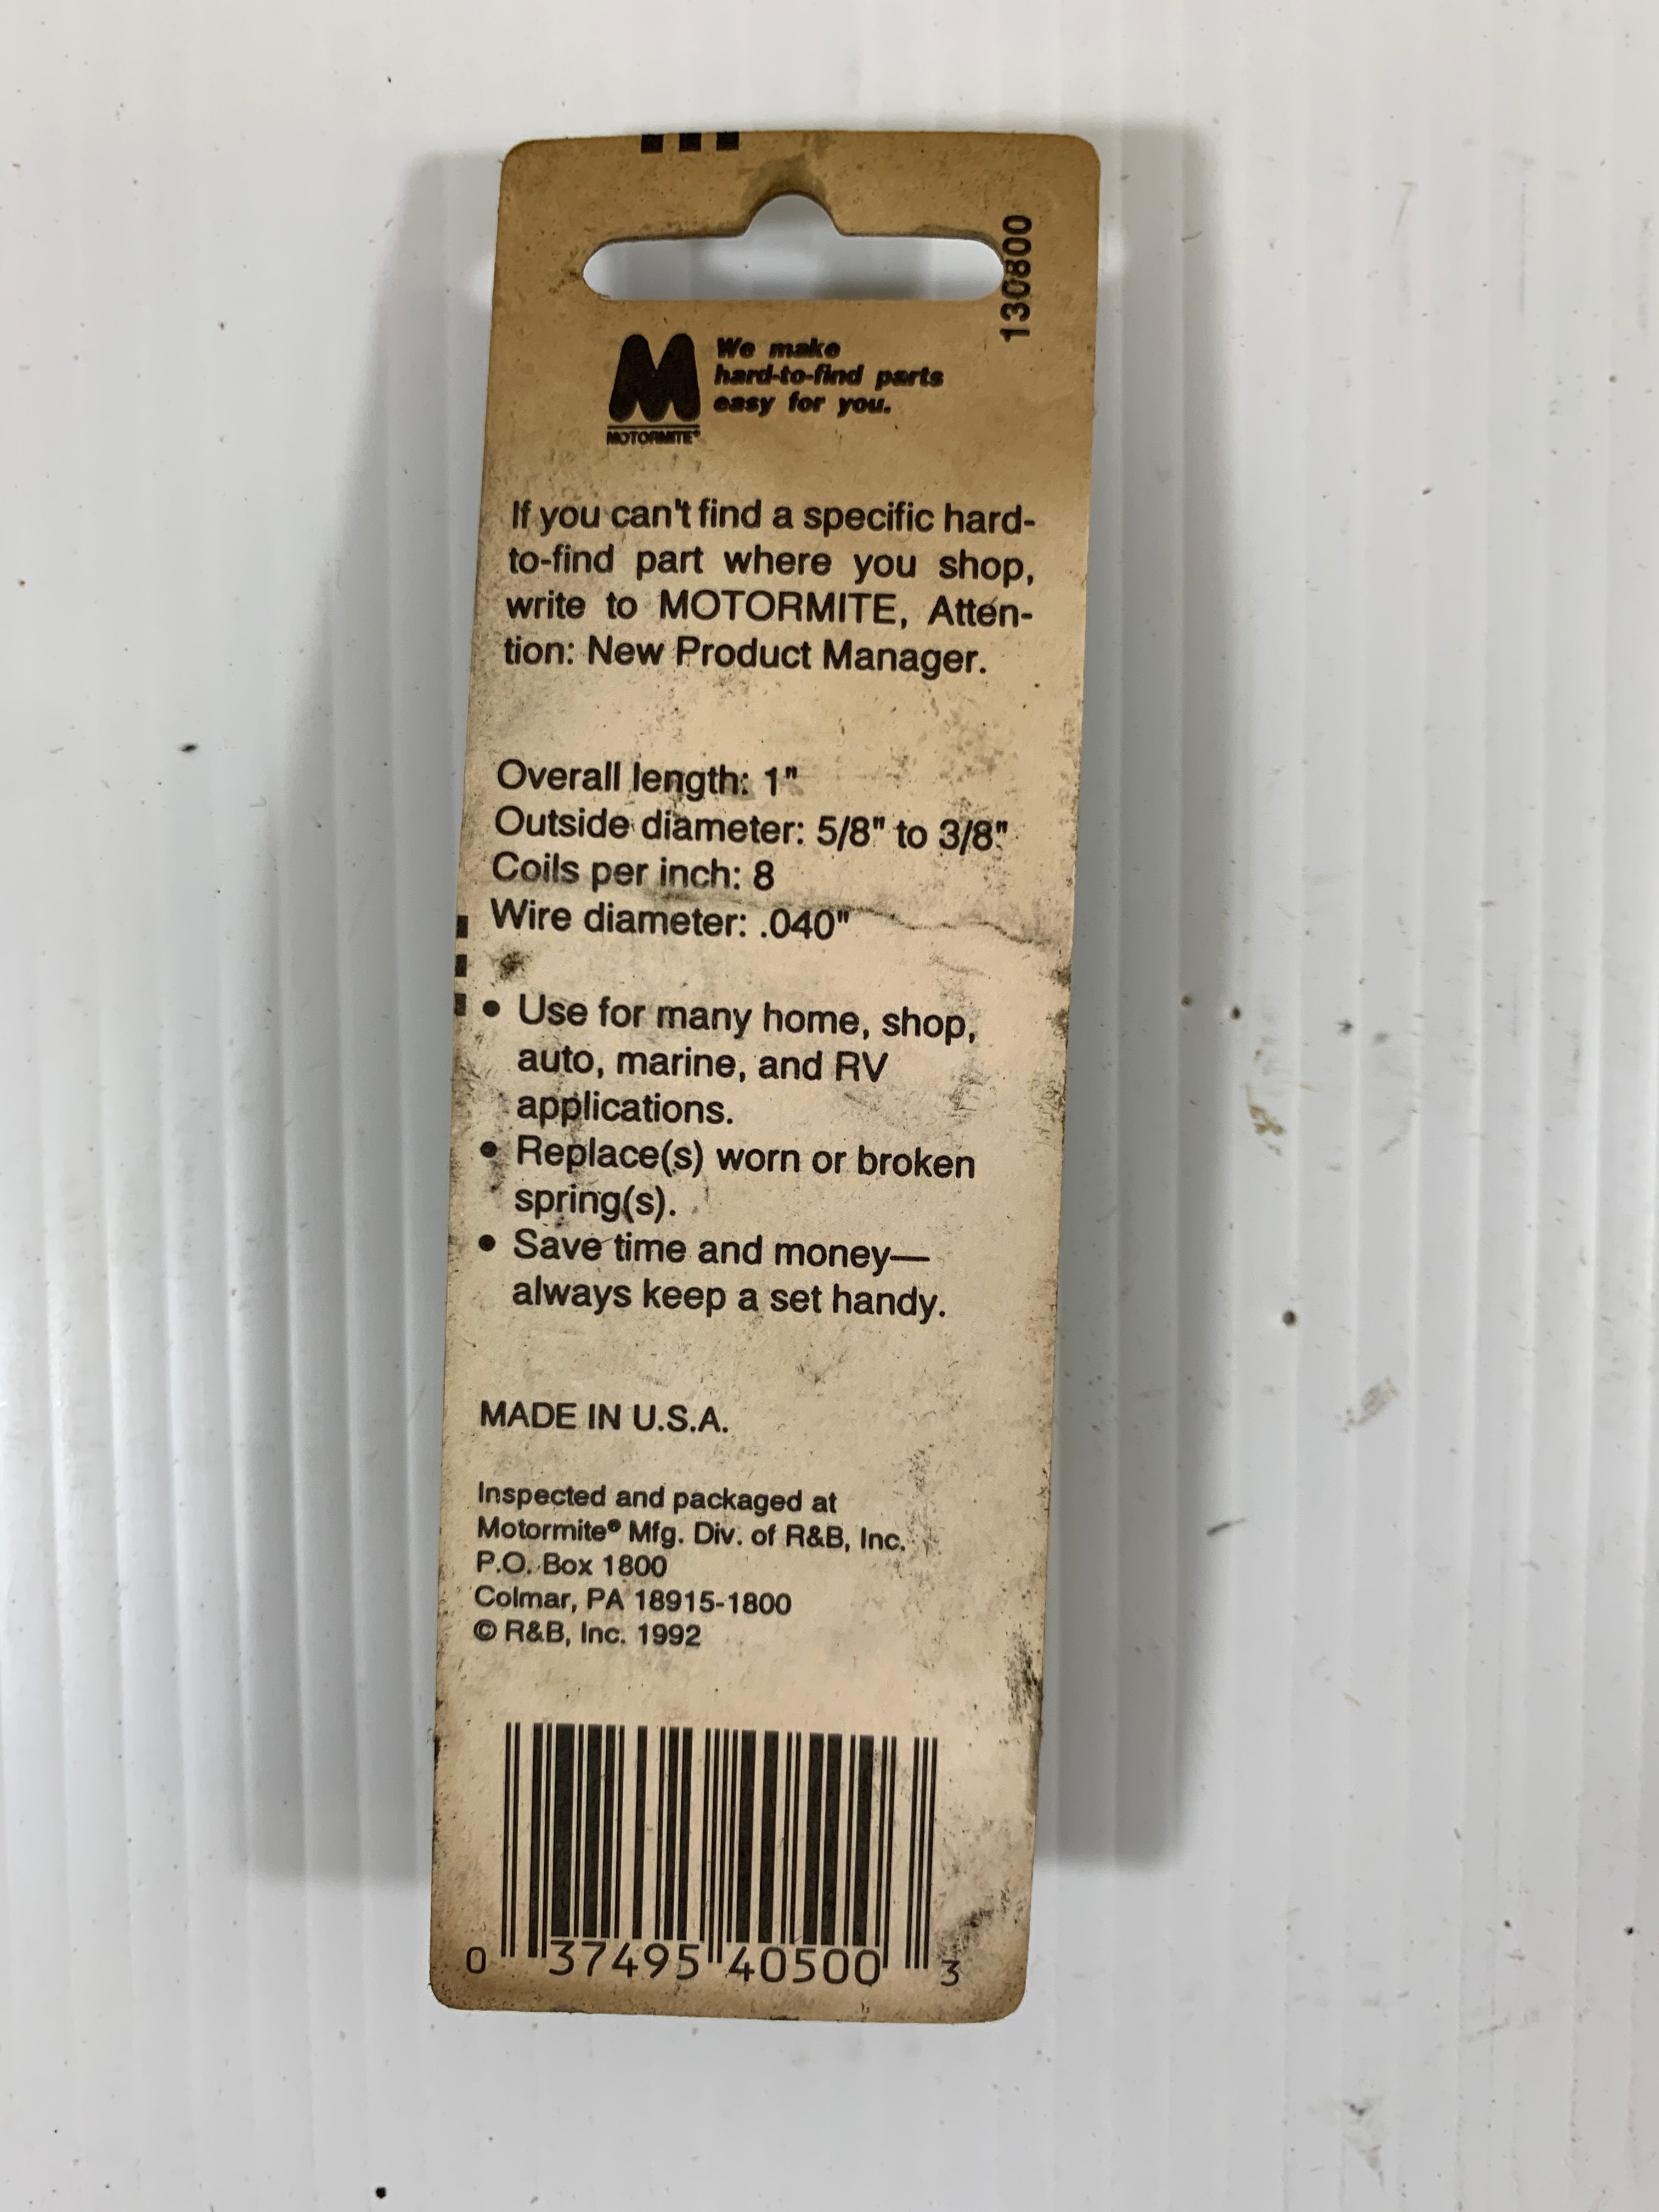 130800
We make
hard-to-find parts
easy for you.
MOTORMITE®
If you can't find a specific hard-
to-find part where you shop,
write to MOTORMITE, Atten-
tion: New Product Manager.
Overall length: 1"
Outside diameter: 5/8" to 3/8"
Coils per inch: 8
Wire diameter: .040"
• Use for many home, shop,
auto, marine, and RV
applications.
• Replace(s) worn or broken
spring(s).
• Save time and money—
always keep a set handy.
MADE IN U.S.A.
Inspected and packaged at
Motormite® Mfg. Div. of R&B, Inc.
P.O. Box 1800
Colmar, PA 18915-1800
© R&B, Inc. 1992
0 37495 40500 3